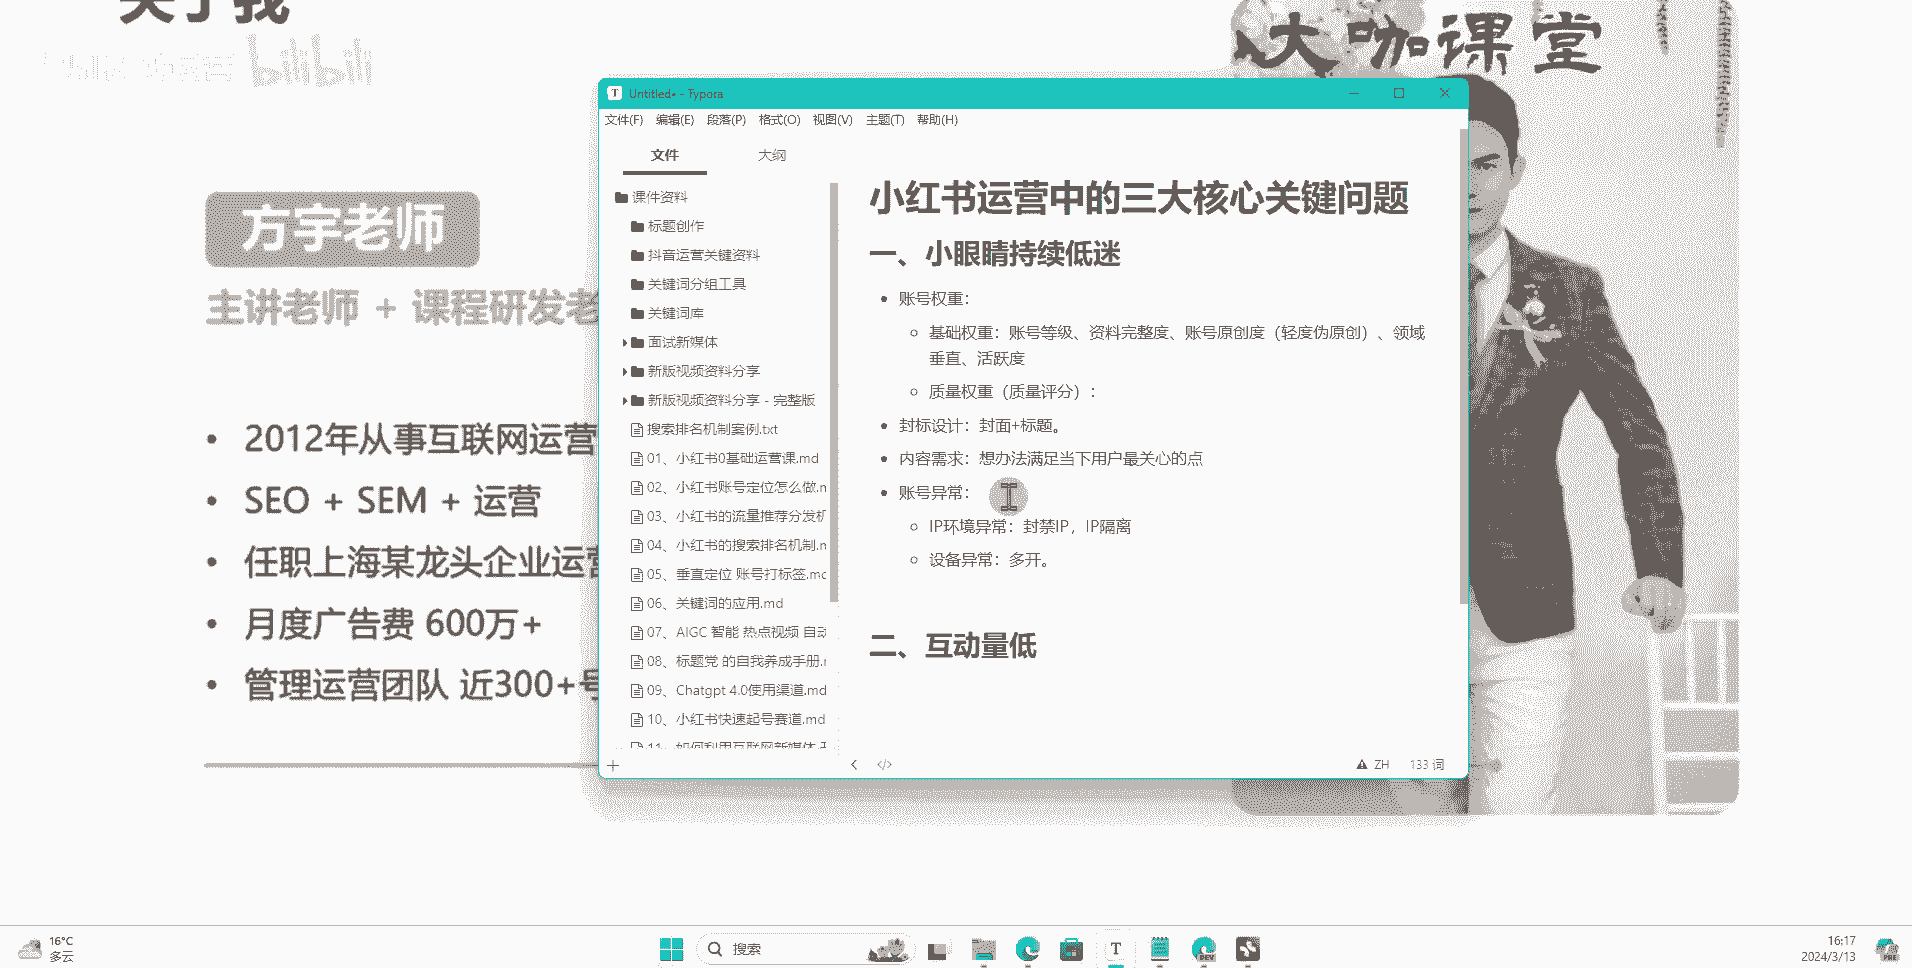 关于我
bilibili
大咖课堂
方宇老师
主讲老师 + 课程研发老
2012年从事互联网运营
SEO + SEM + 运营
任职上海某龙头企业运营
月度广告费 600万+
管理运营团队 近300+号
Untitled• - Typora
文件(F) 编辑(E) 段落(P) 格式(O) 视图(V) 主题(T) 帮助(H)
文件 大纲
课件资料
标题创作
抖音运营关键资料
关键词分组工具
关键词库
面试新媒体
新版视频资料分享
新版视频资料分享 - 完整版
搜索排名机制案例.txt
01、小红书0基础运营课.md
02、小红书账号定位怎么做.m
03、小红书的流量推荐分发机
04、小红书的搜索排名机制.m
05、垂直定位 账号打标签.md
06、关键词的应用.md
07、AIGC 智能 热点视频 自动
08、标题党 的自我养成手册.m
09、Chatgpt 4.0使用渠道.md
10、小红书快速起号赛道.md
11、如何利用互联网新媒体
小红书运营中的三大核心关键问题
一、小眼睛持续低迷
账号权重：
基础权重：账号等级、资料完整度、账号原创度（轻度伪原创）、领域
垂直、活跃度
质量权重（质量评分）：
封标设计：封面+标题。
内容需求：想办法满足当下用户最关心的点
账号异常：
IP环境异常：封禁IP，IP隔离
设备异常：多开。
二、互动量低
ZH 133 词
16°C
多云
搜索
T
DEV
16:17
2024/3/13
PRE